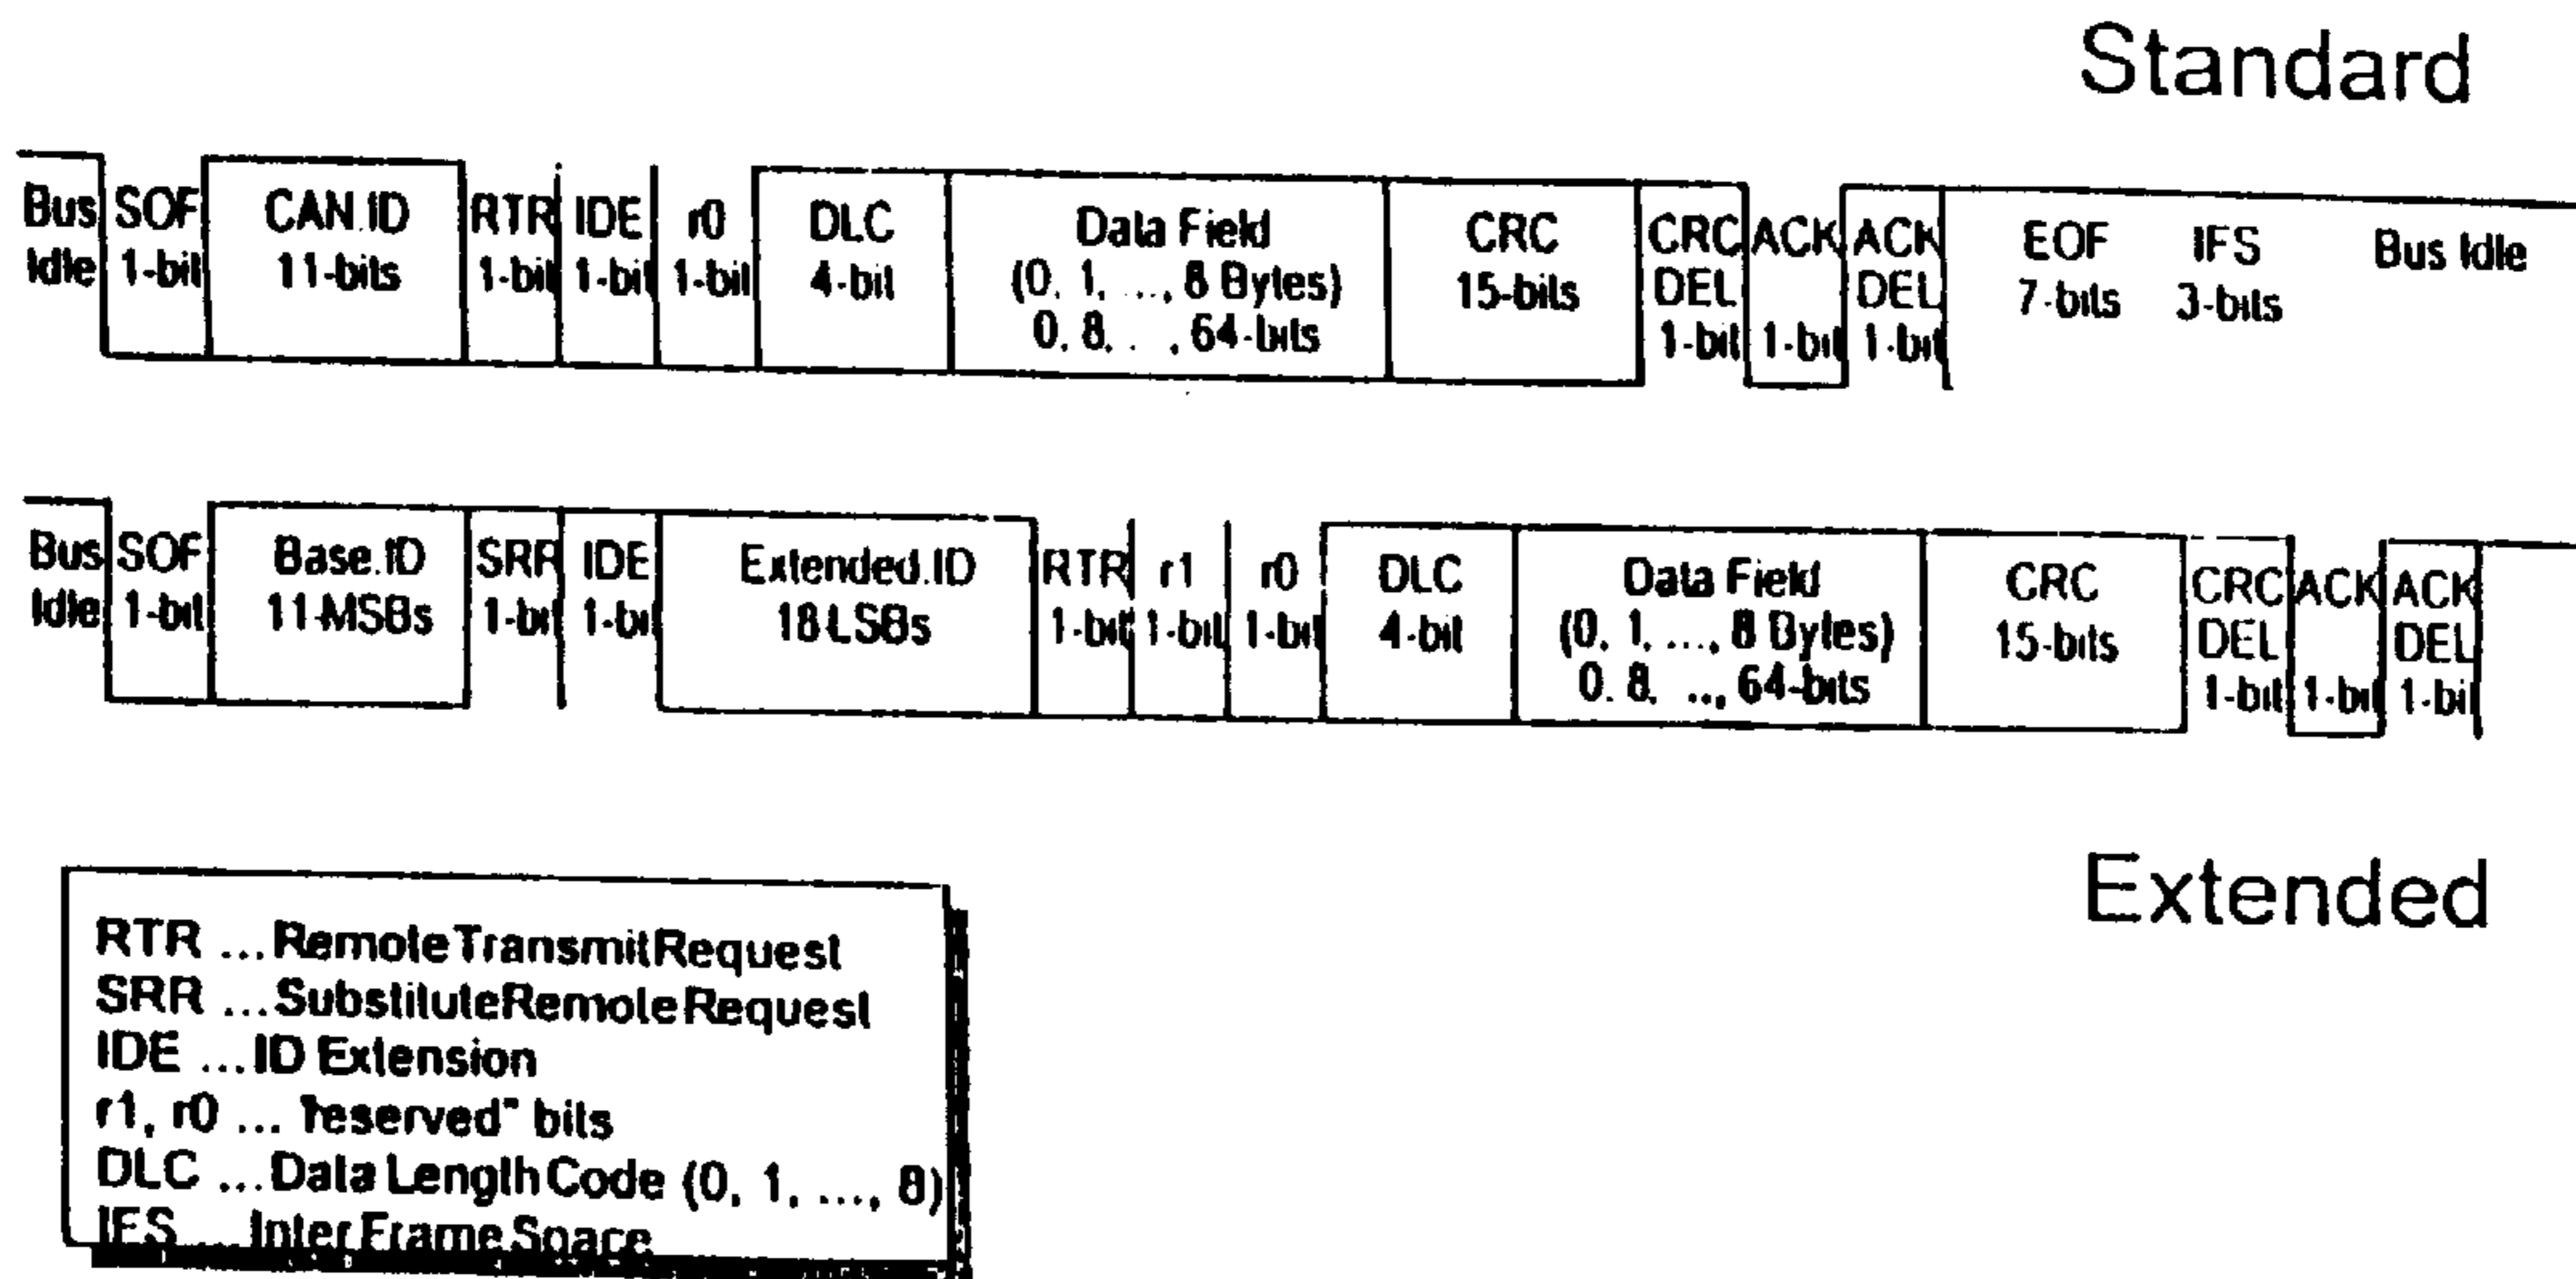 Standard
Bus Idle
SOF 1-bit
CAN.ID 11-bits
RTR 1-bit
IDE 1-bit
r0 1-bit
DLC 4-bit
Data Field
(0, 1, ..., 8 Bytes)
0, 8, . . , 64-bits
CRC 15-bits
CRC DEL 1-bit
ACK 1-bit
ACK DEL 1-bit
EOF 7-bits
IFS 3-bits
Bus Idle
Bus Idle
SOF 1-bit
Base.ID 11-MSBs
SRR 1-bit
IDE 1-bit
Extended.ID 18-LSBs
RTR 1-bit
r1 1-bit
r0 1-bit
DLC 4-bit
Data Field
(0, 1, ..., 8 Bytes)
0. 8, .., 64-bits
CRC 15-bits
CRC DEL 1-bit
ACK 1-bit
ACK DEL 1-bit
Extended
RTR ... Remote Transmit Request
SRR ... Substitute Remote Request
IDE ... ID Extension
r1, r0 ... "reserved" bits
DLC ... Data Length Code (0, 1, ..., 8)
IFS ... Inter Frame Space